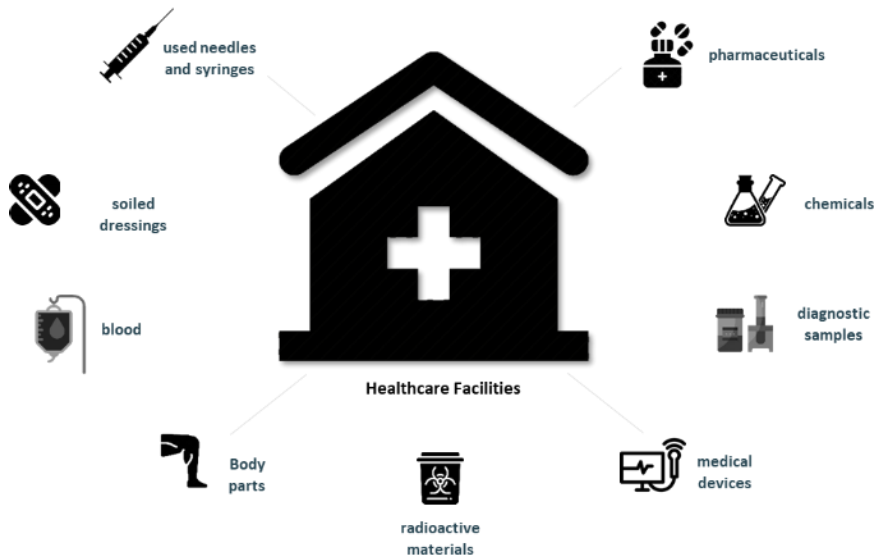 used needles
and syringes
pharmaceuticals
soiled
dressings
chemicals
blood
diagnostic
samples
Healthcare Facilities
Body
parts
medical
devices
radioactive
materials